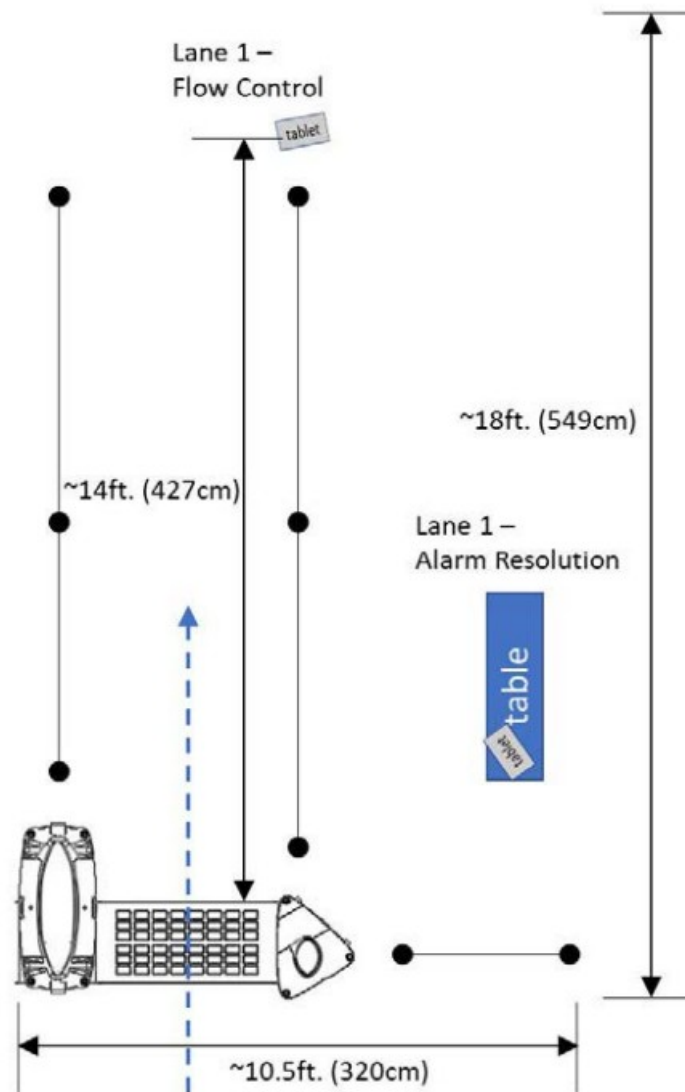 Lane 1 –
Flow Control
tablet
~18ft. (549cm)
~14ft. (427cm)
Lane 1 –
Alarm Resolution
table
tablet
~10.5ft. (320cm)